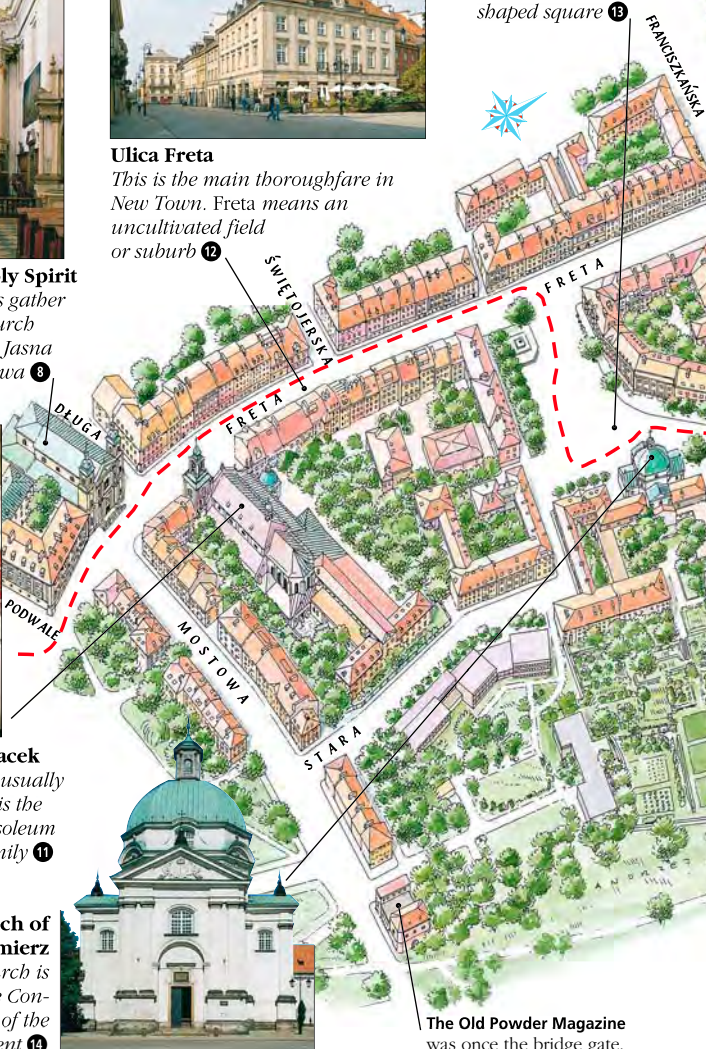 shaped square 13
FRANCISZKAŃSKA
Ulica Freta
This is the main thoroughfare in
New Town. Freta means an
uncultivated field
or suburb 12
ly Spirit
s gather
urch
Jasna
wa 8
ŚWIĘTOJERSKA
FRETA
DŁUGA
FRETA
PODWALE
MOSTOWA
STARA
acek
usually
is the
soleum
mily 11
ch of
mierz
urch is
Con-
of the
ent 14
The Old Powder Magazine
was once the bridge gate.